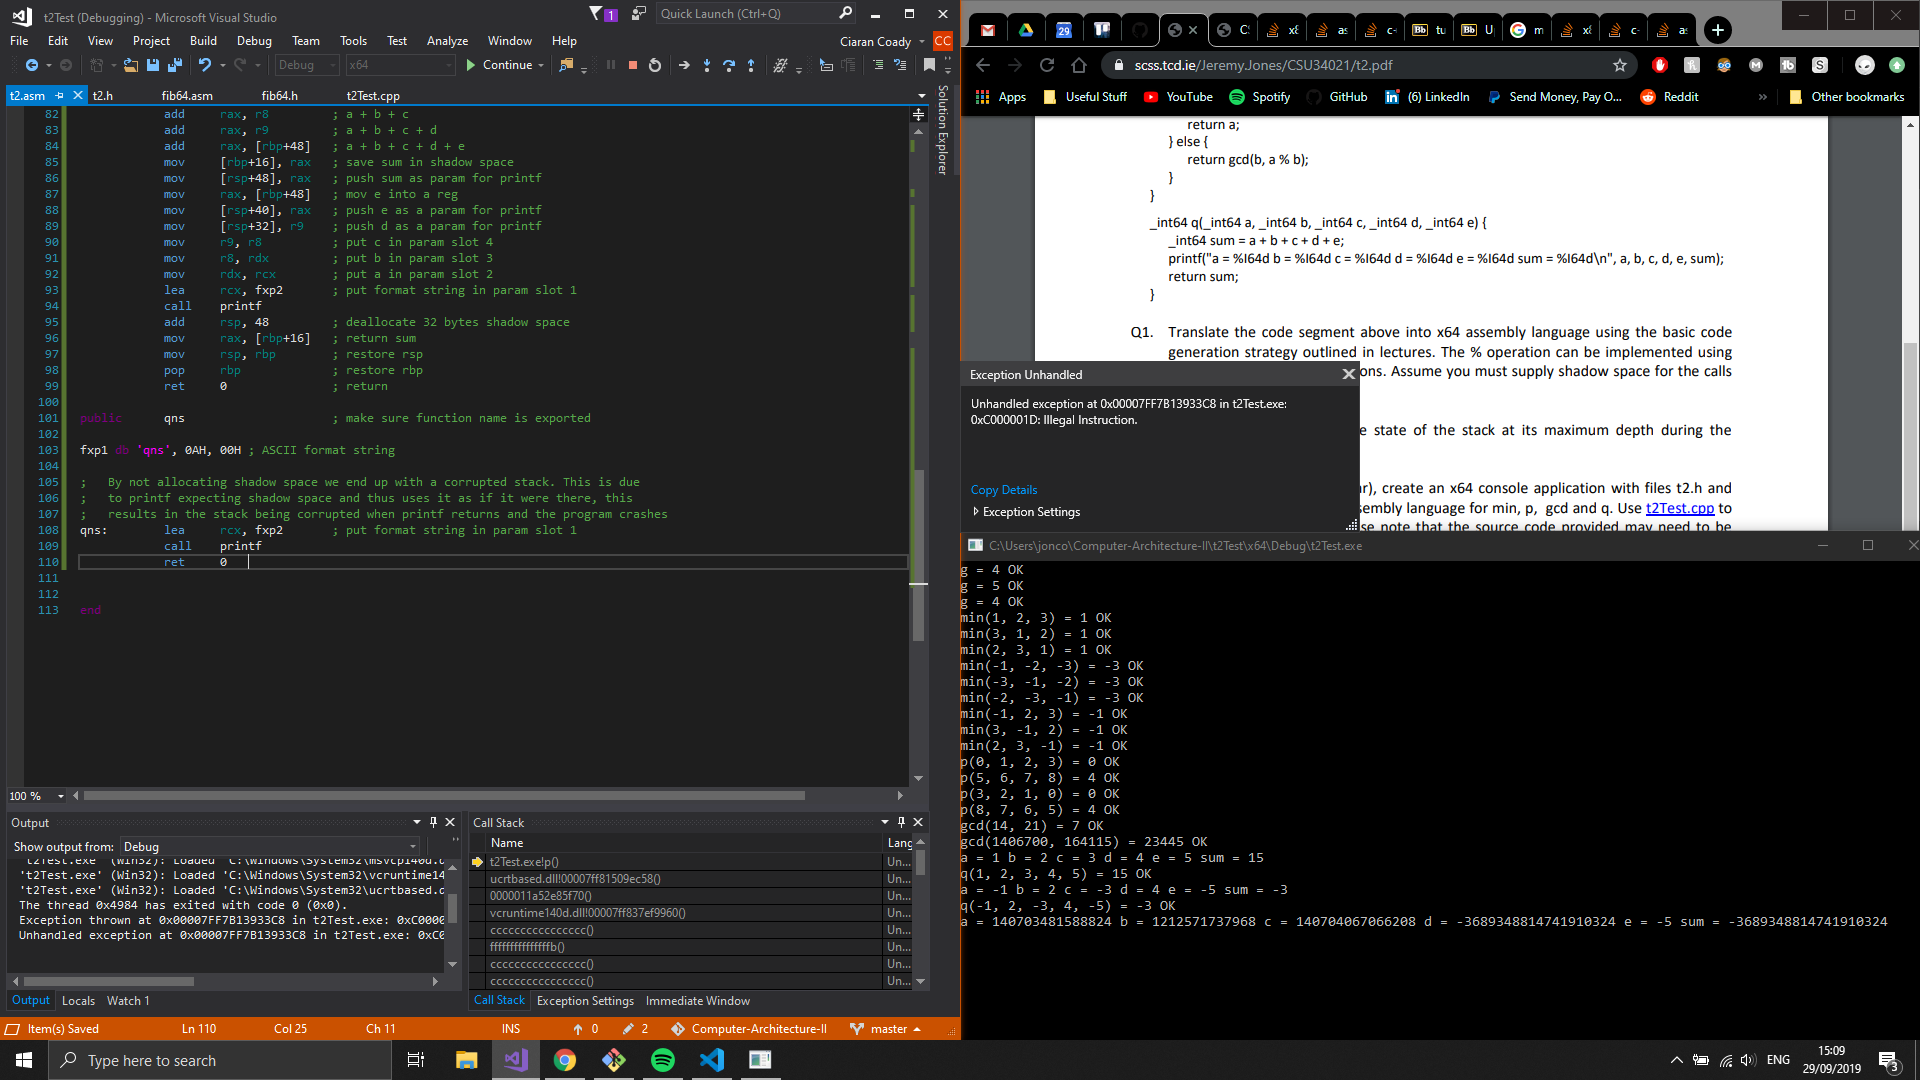 t2Test (Debugging) - Microsoft Visual Studio
1
Quick Launch (Ctrl+Q)
File Edit View Project Build Debug Team Tools Test Analyze Window Help
Ciaran Coady CC
Debug x64 Continue
t2.asm t2.h fib64.asm fib64.h t2Test.cpp
Solution Explorer
82 add rax, r8 ; a + b + c
83 add rax, r9 ; a + b + c + d
84 add rax, [rbp+48] ; a + b + c + d + e
85 mov [rbp+16], rax ; save sum in shadow space
86 mov [rsp+48], rax ; push sum as param for printf
87 mov rax, [rbp+48] ; mov e into a reg
88 mov [rsp+40], rax ; push e as a param for printf
89 mov [rsp+32], r9 ; push d as a param for printf
90 mov r9, r8 ; put c in param slot 4
91 mov r8, rdx ; put b in param slot 3
92 mov rdx, rcx ; put a in param slot 2
93 lea rcx, fxp2 ; put format string in param slot 1
94 call printf
95 add rsp, 48 ; deallocate 32 bytes shadow space
96 mov rax, [rbp+16] ; return sum
97 mov rsp, rbp ; restore rsp
98 pop rbp ; restore rbp
99 ret 0 ; return
100
101 public qns ; make sure function name is exported
102
103 fxp1 db 'qns', 0AH, 00H ; ASCII format string
104
105 ; By not allocating shadow space we end up with a corrupted stack. This is due
106 ; to printf expecting shadow space and thus uses it as if it were there, this
107 ; results in the stack being corrupted when printf returns and the program crashes
108 qns: lea rcx, fxp2 ; put format string in param slot 1
109 call printf
110 ret 0
111
112
113 end
100 %
Output
Show output from: Debug
't2Test.exe' (Win32): Loaded 'C:\Windows\System32\msvcp140d.d
't2Test.exe' (Win32): Loaded 'C:\Windows\System32\vcruntime14
't2Test.exe' (Win32): Loaded 'C:\Windows\System32\ucrtbased.d
The thread 0x4984 has exited with code 0 (0x0).
Exception thrown at 0x00007FF7B13933C8 in t2Test.exe: 0xC0000
Unhandled exception at 0x00007FF7B13933C8 in t2Test.exe: 0xC0
Output Locals Watch 1
Call Stack
Name Lang
t2Test.exe!p() Un...
ucrtbased.dll!00007ff81509ec58() Un...
0000011a52e85f70() Un...
vcruntime140d.dll!00007ff837ef9960() Un...
cccccccccccccccc() Un...
fffffffffffffffb() Un...
cccccccccccccccc() Un...
cccccccccccccccc() Un...
Call Stack Exception Settings Immediate Window
Item(s) Saved Ln 110 Col 25 Ch 11 INS 0 2 Computer-Architecture-II master
29 C x8 as c- Bb tu Bb U m x8 c- as
scss.tcd.ie/JeremyJones/CSU34021/t2.pdf
Apps Useful Stuff YouTube Spotify GitHub (6) LinkedIn Send Money, Pay O... Reddit » Other bookmarks
return a;
} else {
return gcd(b, a % b);
}
}
_int64 q(_int64 a, _int64 b, _int64 c, _int64 d, _int64 e) {
_int64 sum = a + b + c + d + e;
printf("a = %I64d b = %I64d c = %I64d d = %I64d e = %I64d sum = %I64d\n", a, b, c, d, e, sum);
return sum;
}
Q1. Translate the code segment above into x64 assembly language using the basic code
generation strategy outlined in lectures. The % operation can be implemented using
ons. Assume you must supply shadow space for the calls
e state of the stack at its maximum depth during the
ar), create an x64 console application with files t2.h and
sembly language for min, p, gcd and q. Use t2Test.cpp to
se note that the source code provided may need to be
Exception Unhandled
Unhandled exception at 0x00007FF7B13933C8 in t2Test.exe:
0xC000001D: Illegal Instruction.
Copy Details
Exception Settings
C:\Users\jonco\Computer-Architecture-II\t2Test\x64\Debug\t2Test.exe
g = 4 OK
g = 5 OK
g = 4 OK
min(1, 2, 3) = 1 OK
min(3, 1, 2) = 1 OK
min(2, 3, 1) = 1 OK
min(-1, -2, -3) = -3 OK
min(-3, -1, -2) = -3 OK
min(-2, -3, -1) = -3 OK
min(-1, 2, 3) = -1 OK
min(3, -1, 2) = -1 OK
min(2, 3, -1) = -1 OK
p(0, 1, 2, 3) = 0 OK
p(5, 6, 7, 8) = 4 OK
p(3, 2, 1, 0) = 0 OK
p(8, 7, 6, 5) = 4 OK
gcd(14, 21) = 7 OK
gcd(1406700, 164115) = 23445 OK
a = 1 b = 2 c = 3 d = 4 e = 5 sum = 15
q(1, 2, 3, 4, 5) = 15 OK
a = -1 b = 2 c = -3 d = 4 e = -5 sum = -3
q(-1, 2, -3, 4, -5) = -3 OK
a = 140703481588824 b = 1212571737968 c = 140704067066208 d = -3689348814741910324 e = -5 sum = -3689348814741910324
Type here to search
ENG
15:09
29/09/2019
3